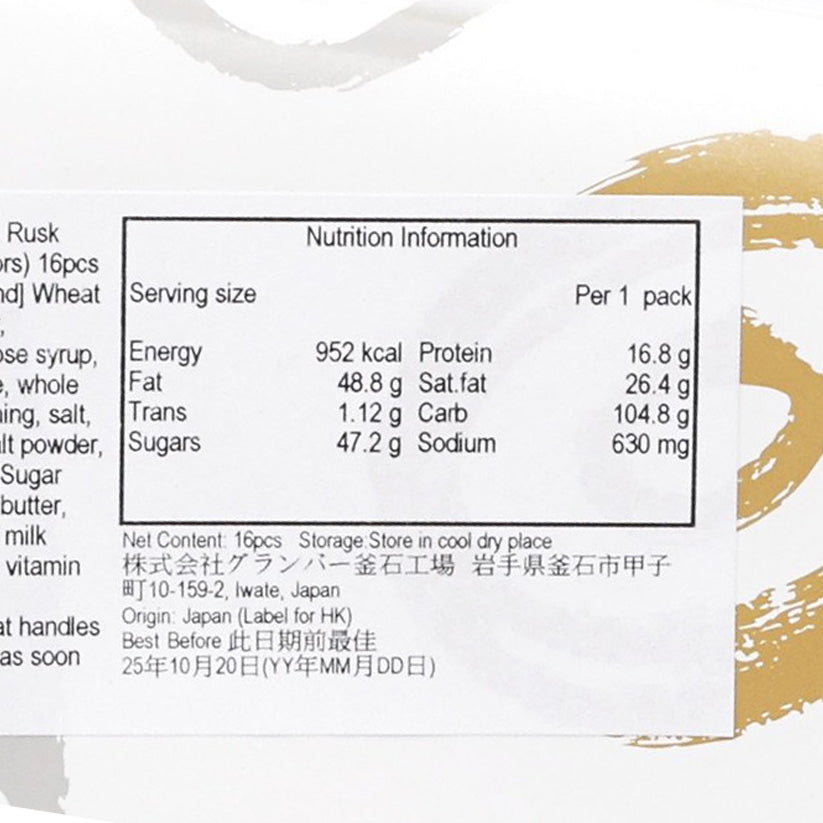 Rusk
ors) 16pcs
nd] Wheat
,
ose syrup,
e, whole
ning, salt,
alt powder,
Sugar
butter,
milk
vitamin
at handles
as soon
Nutrition Information
Serving size Per 1 pack
Energy 952 kcal Protein 16.8 g
Fat 48.8 g Sat.fat 26.4 g
Trans 1.12 g Carb 104.8 g
Sugars 47.2 g Sodium 630 mg
Net Content: 16pcs Storage:Store in cool dry place
株式会社グランバー釜石工場 岩手県釜石市甲子
町10-159-2, Iwate, Japan
Origin: Japan (Label for HK)
Best Before 此日期前最佳
25年10月20日(YY年MM月DD日)